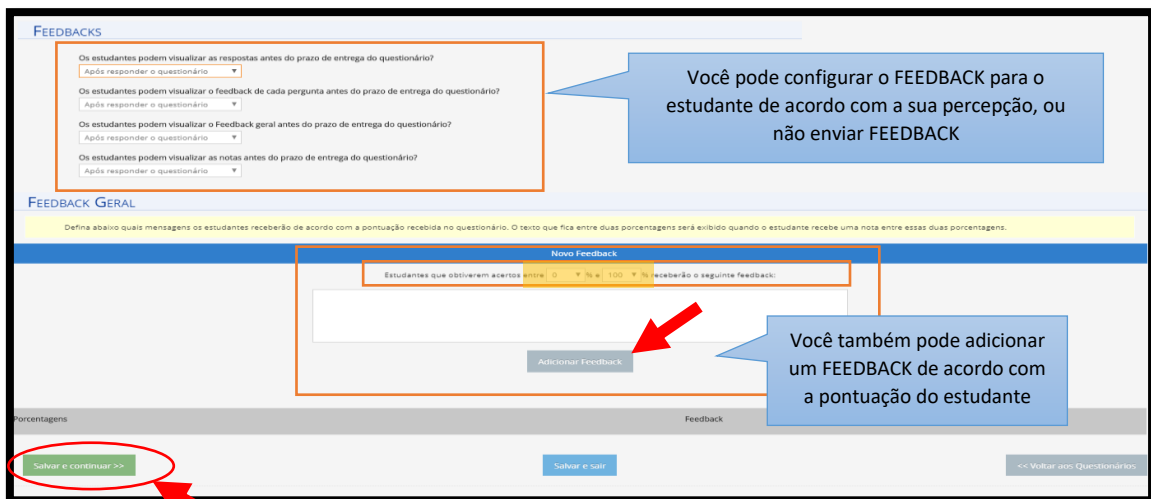 FEEDBACKS
Os estudantes podem visualizar as respostas antes do prazo de entrega do questionário?
Após responder o questionário
Os estudantes podem visualizar o feedback de cada pergunta antes do prazo de entrega do questionário?
Após responder o questionário
Os estudantes podem visualizar o Feedback geral antes do prazo de entrega do questionário?
Após responder o questionário
Os estudantes podem visualizar as notas antes do prazo de entrega do questionário?
Após responder o questionário
Você pode configurar o FEEDBACK para o
estudante de acordo com a sua percepção, ou
não enviar FEEDBACK
FEEDBACK GERAL
Defina abaixo quais mensagens os estudantes receberão de acordo com a pontuação recebida no questionário. O texto que fica entre duas porcentagens será exibido quando o estudante recebe uma nota entre essas duas porcentagens.
Novo Feedback
Estudantes que obtiverem acertos entre 0 % e 100 % receberão o seguinte feedback:
Adicionar Feedback
Você também pode adicionar
um FEEDBACK de acordo com
a pontuação do estudante
Porcentagens Feedback
Salvar e continuar >> Salvar e sair << Voltar aos Questionários